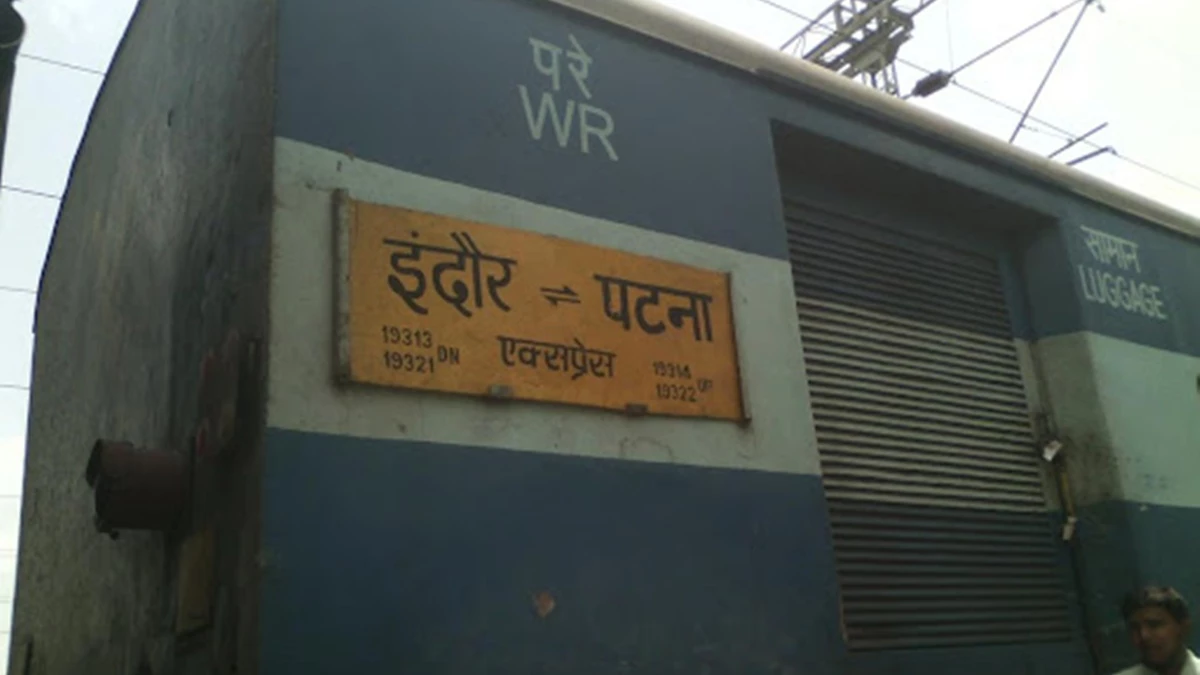 परे
WR
इंदौर ⇌ पटना
19313
19321 DN
एक्सप्रेस
19314
19322 UP
सामान
LUGGAGE